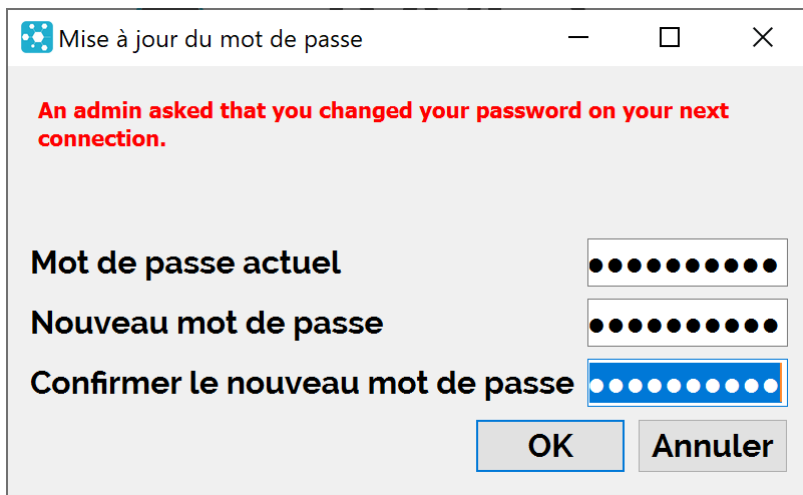 Mise à jour du mot de passe
An admin asked that you changed your password on your next
connection.
Mot de passe actuel ●●●●●●●●●●
Nouveau mot de passe ●●●●●●●●●●
Confirmer le nouveau mot de passe ●●●●●●●●●●
OK Annuler